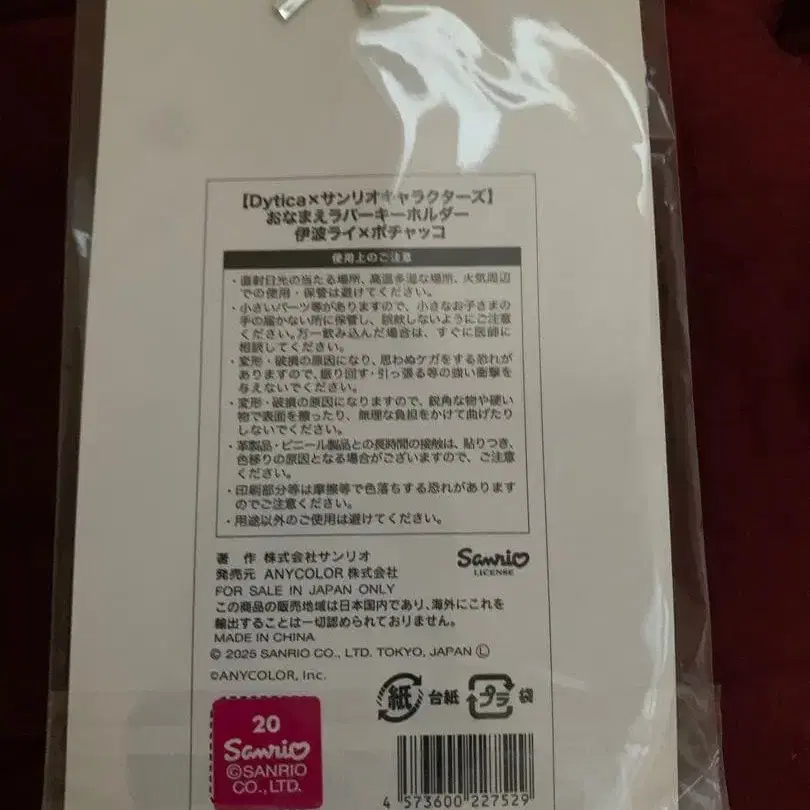 【Dytica×サンリオキャラクターズ】
おなまえラバーキーホルダー
伊波ライ×ポチャッコ
使用上のご注意
・直射日光の当たる場所、高温多湿な場所、火気周辺
での使用・保管は避けてください。
・小さいパーツ等がありますので、小さなお子さまの
手の届かない所に保管し、誤飲しないようにご注意
ください。万一飲み込んだ場合は、すぐに医師に
相談してください。
・変形・破損の原因になり、思わぬケガをする恐れが
ありますので、振り回す・引っ張る等の強い衝撃を
与えないでください。
・変形・破損の原因になりますので、鋭角な物や硬い
物で表面を擦ったり、無理な負担をかけて曲げたり
しないでください。
・革製品・ビニール製品との長時間の接触は、貼りつき、
色移りの原因となる場合がございますので、ご注意
ください。
・印刷部分等は摩擦等で色落ちする恐れがあります
のでご注意ください。
・用途以外のご使用は避けてください。
著 作 株式会社サンリオ
発売元 ANYCOLOR 株式会社
Sanrio
LICENSE
FOR SALE IN JAPAN ONLY
この商品の販売地域は日本国内であり、海外にこれを
輸出することは一切認められておりません。
MADE IN CHINA
© 2025 SANRIO CO., LTD. TOKYO, JAPAN Ⓛ
©ANYCOLOR, Inc.
紙 台紙 プラ 袋
20
Sanrio
©SANRIO
CO., LTD.
4 573600 227529